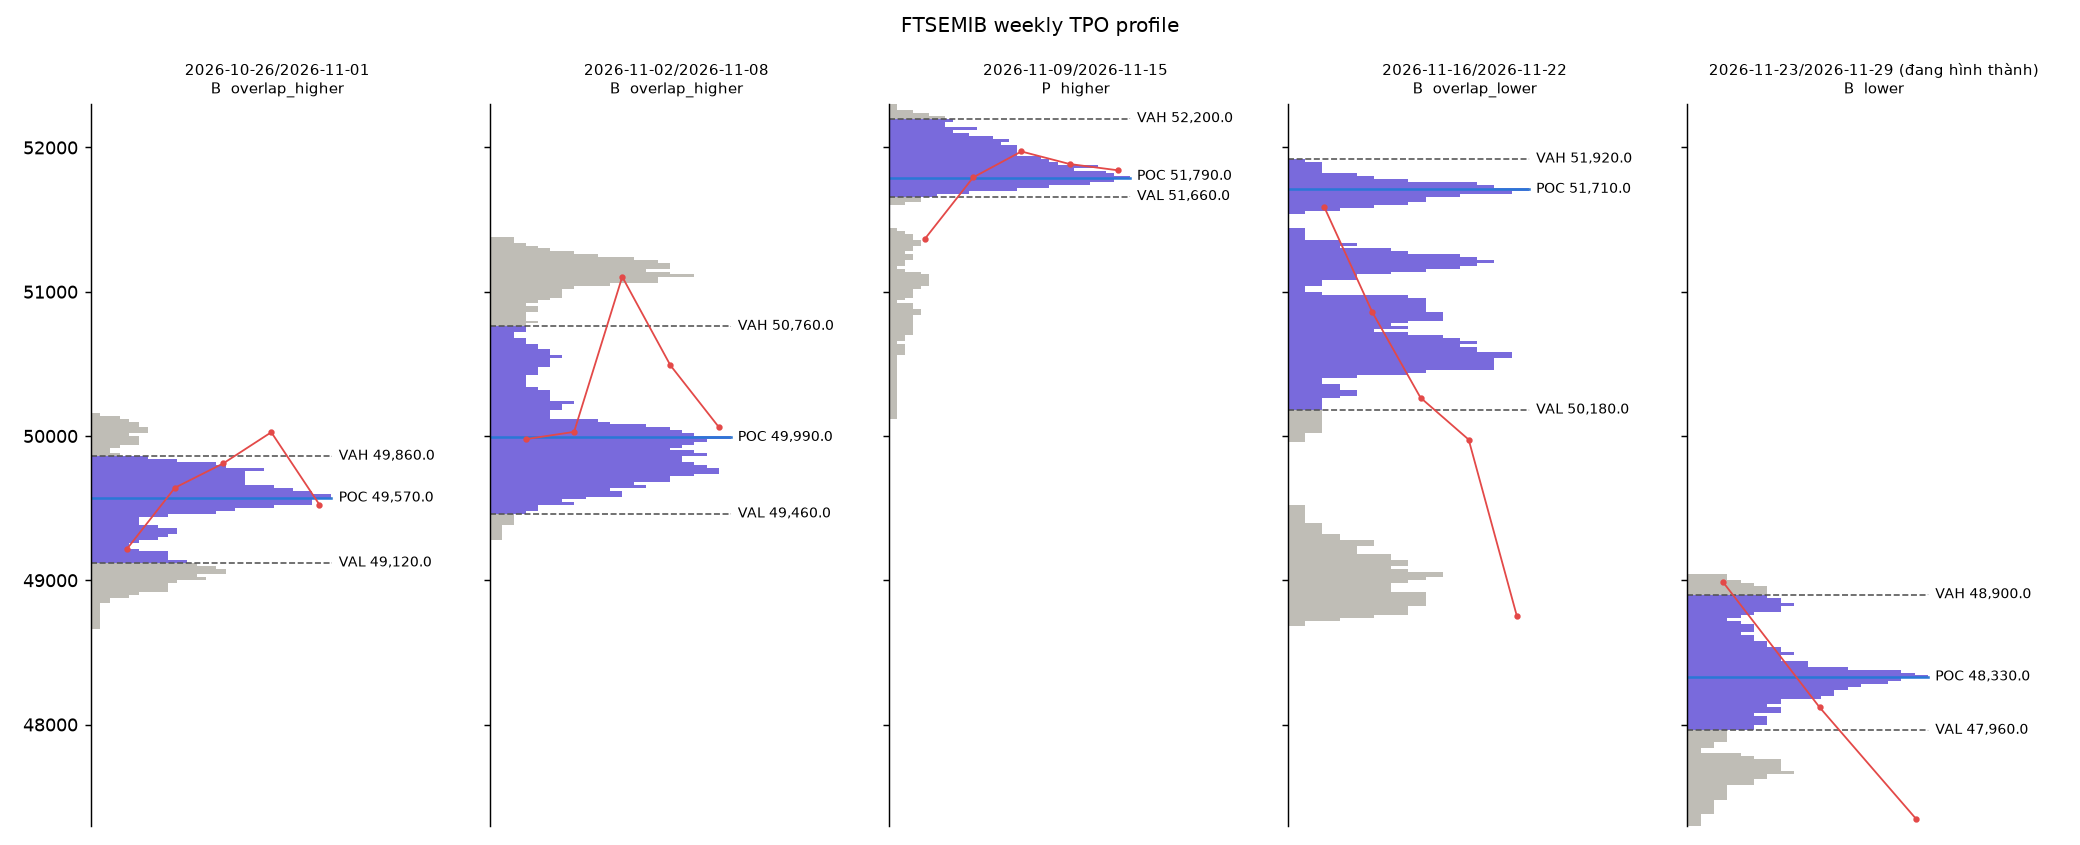 FTSEMIB weekly TPO profile
2026-10-26/2026-11-01
B  overlap_higher
2026-11-02/2026-11-08
B  overlap_higher
2026-11-09/2026-11-15
P  higher
2026-11-16/2026-11-22
B  overlap_lower
2026-11-23/2026-11-29 (đang hình thành)
B  lower
52000
51000
50000
49000
48000
VAH 49,860.0
POC 49,570.0
VAL 49,120.0
VAH 50,760.0
POC 49,990.0
VAL 49,460.0
VAH 52,200.0
POC 51,790.0
VAL 51,660.0
VAH 51,920.0
POC 51,710.0
VAL 50,180.0
VAH 48,900.0
POC 48,330.0
VAL 47,960.0